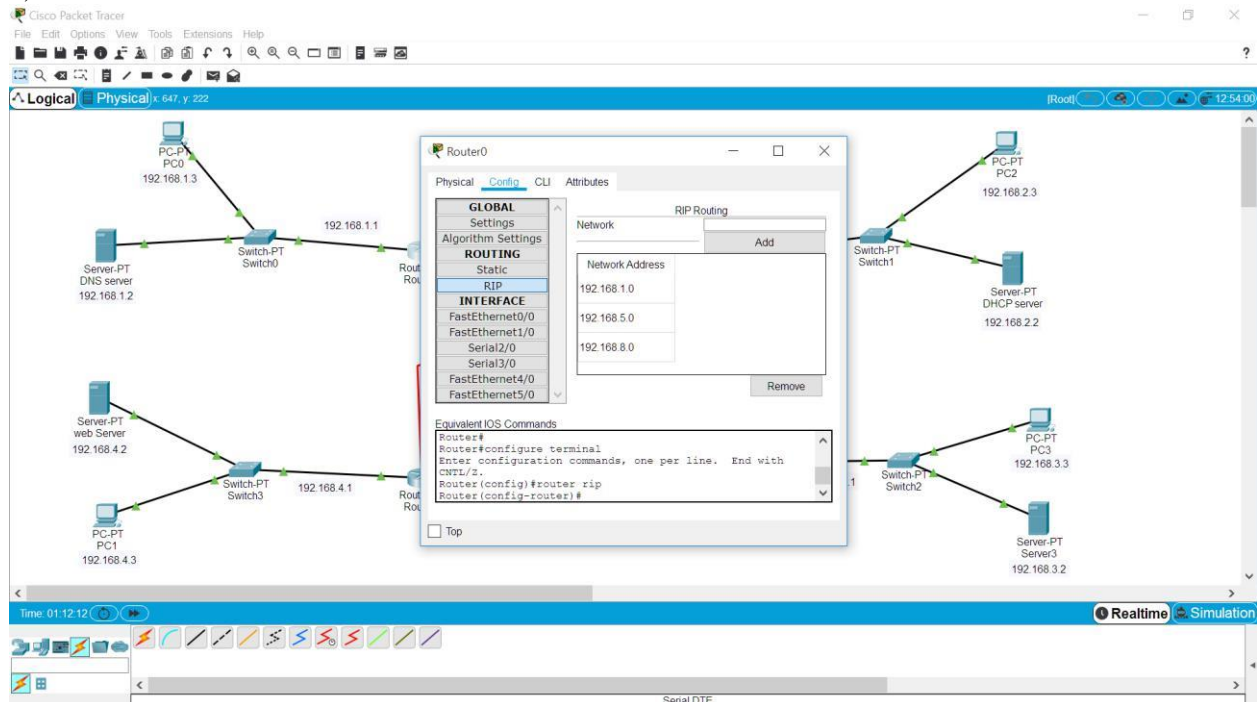 Cisco Packet Tracer
File Edit Options View Tools Extensions Help
?
Logical Physical x: 647, y: 222
[Root] 12:54:00
PC-PT
PC0
192.168.1.3
Server-PT
DNS server
192.168.1.2
Switch-PT
Switch0
192.168.1.1
Rout
Rou
Server-PT
web Server
192.168.4.2
Switch-PT
Switch3
192.168.4.1
Rout
Rou
PC-PT
PC1
192.168.4.3
Router0
Physical Config CLI Attributes
GLOBAL
Settings
Algorithm Settings
ROUTING
Static
RIP
INTERFACE
FastEthernet0/0
FastEthernet1/0
Serial2/0
Serial3/0
FastEthernet4/0
FastEthernet5/0
RIP Routing
Network
Add
Network Address
192.168.1.0
192.168.5.0
192.168.8.0
Remove
Equivalent IOS Commands
Router#
Router#configure terminal
Enter configuration commands, one per line. End with
CNTL/Z.
Router(config)#router rip
Router(config-router)#
Top
PC-PT
PC2
192.168.2.3
Switch-PT
Switch1
Server-PT
DHCP server
192.168.2.2
PC-PT
PC3
192.168.3.3
.1
Switch-PT
Switch2
Server-PT
Server3
192.168.3.2
Time: 01:12:12
Realtime Simulation
Serial DTE